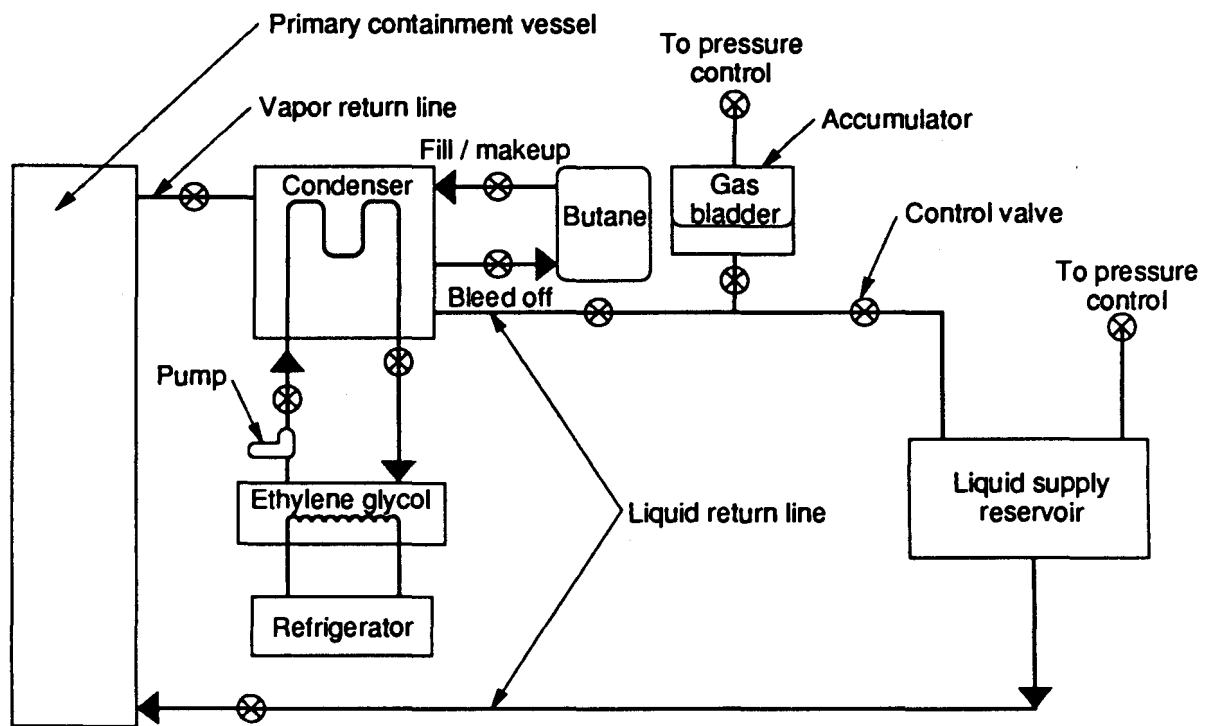 Primary containment vessel
To pressure
control
Vapor return line
Accumulator
Fill / makeup
Condenser
Butane
Gas
bladder
Control valve
To pressure
control
Bleed off
Pump
Ethylene glycol
Liquid return line
Liquid supply
reservoir
Refrigerator